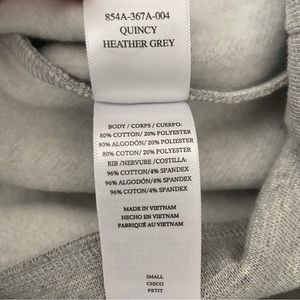 854A-367A-004
QUINCY
HEATHER GREY
BODY / CORPS / CUERPO:
80% COTTON/ 20% POLYESTER
80% ALGODÓN/ 20% POLYESTER
80% COTON/ 20% POLYESTER
RIB /NERVURE /COSTILLA:
96% COTTON/4% SPANDEX
96% ALGODÓN/4% SPANDEX
96% COTON/4% SPANDEX
MADE IN VIETNAM
HECHO EN VIETNAM
FABRIQUÉ AU VIETNAM
SMALL
CHICO
PETIT